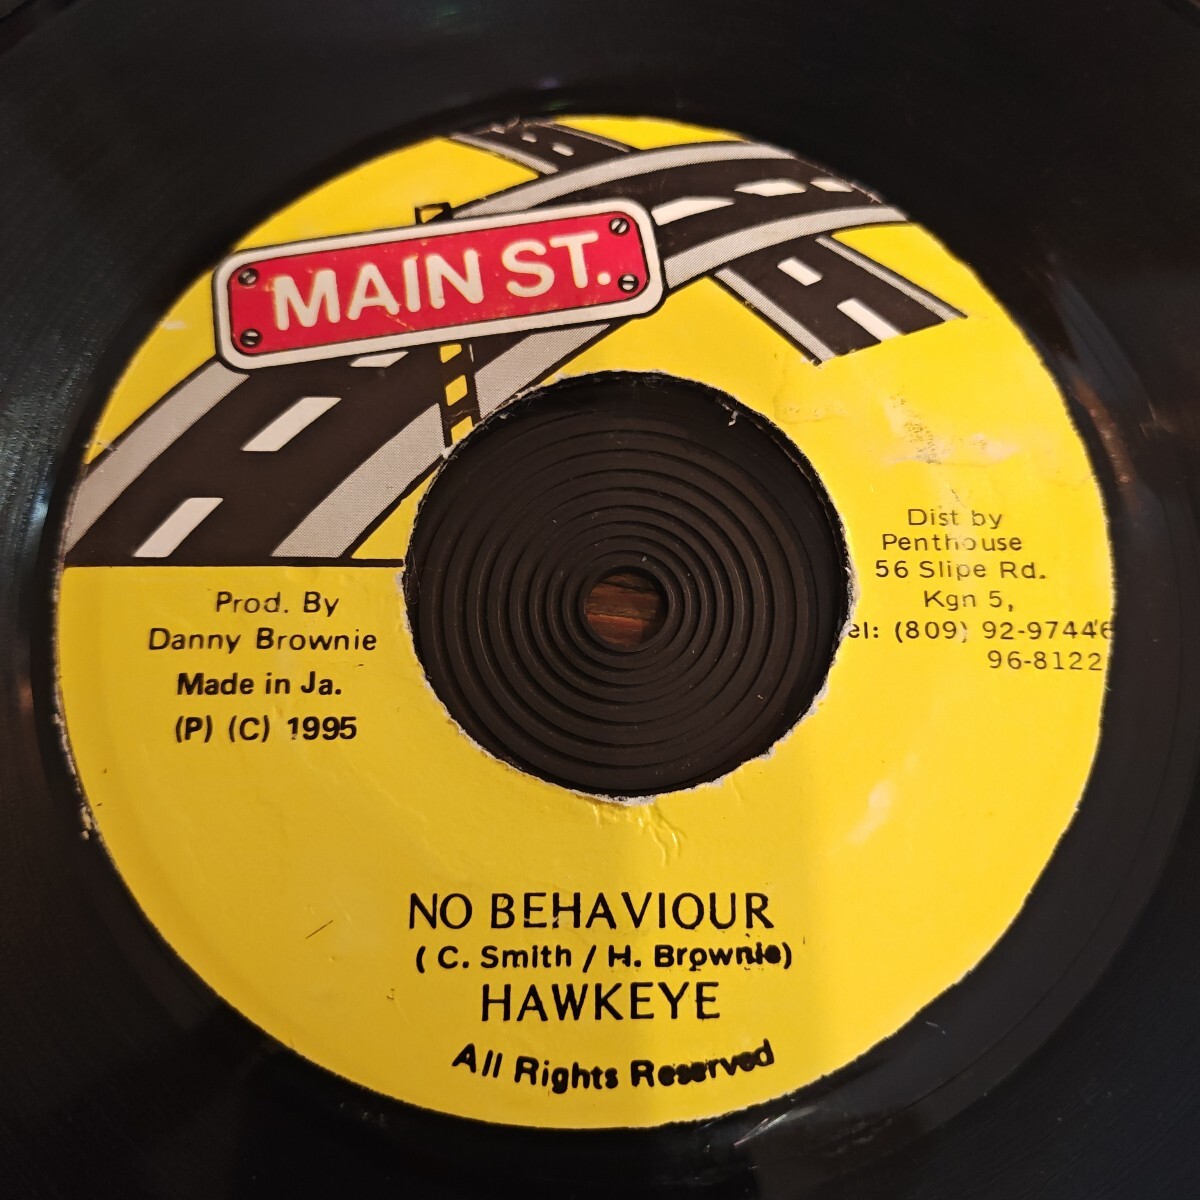 MAIN ST.
Dist by
Penthouse
56 Slipe Rd.
Kgn 5,
el: (809) 92-97446
96-8122
Prod. By
Danny Brownie
Made in Ja.
(P) (C) 1995
NO BEHAVIOUR
( C. Smith / H. Brownie)
HAWKEYE
All Rights Reserved